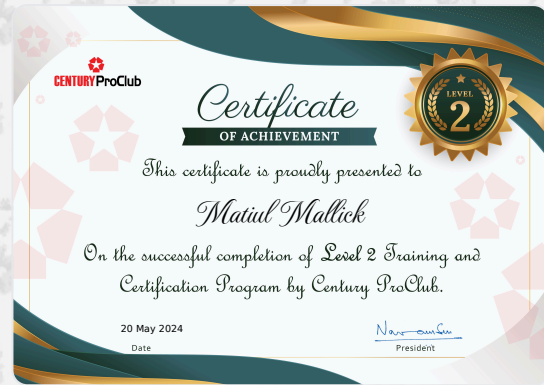 CENTURY ProClub
LEVEL
2
Certificate
OF ACHIEVEMENT
This certificate is proudly presented to
Matiul Mallick
On the successful completion of Level 2 Training and
Certification Program by Century ProClub.
20 May 2024
Date
President